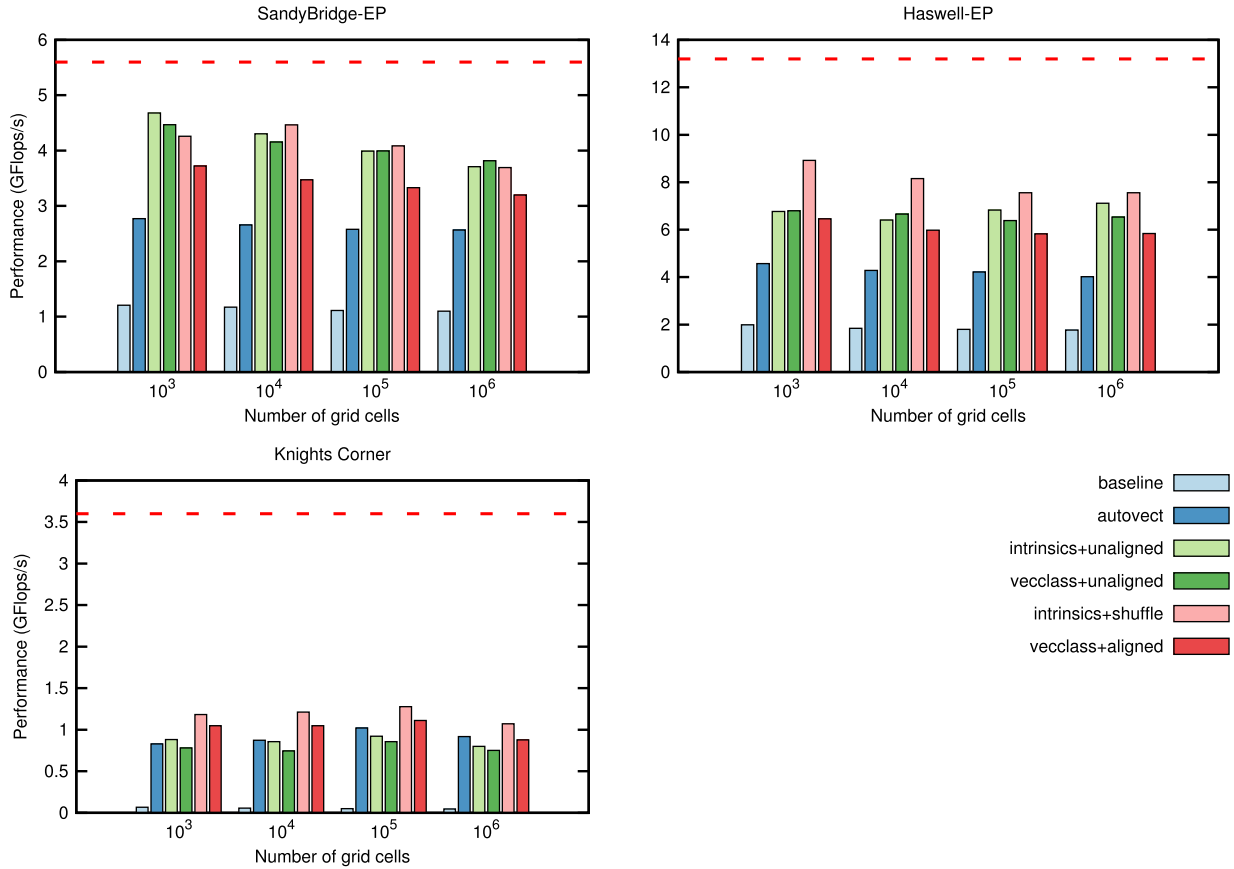 SandyBridge-EP
6
5
4
3
2
1
0
Performance (GFlops/s)
10^3 10^4 10^5 10^6
Number of grid cells
Haswell-EP
14
12
10
8
6
4
2
0
10^3 10^4 10^5 10^6
Number of grid cells
Knights Corner
4
3.5
3
2.5
2
1.5
1
0.5
0
Performance (GFlops/s)
10^3 10^4 10^5 10^6
Number of grid cells
baseline
autovect
intrinsics+unaligned
vecclass+unaligned
intrinsics+shuffle
vecclass+aligned